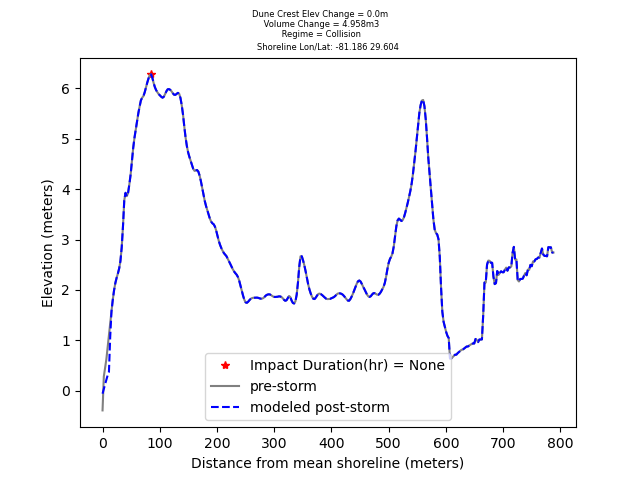 Dune Crest Elev Change = 0.0m
Volume Change = 4.958m3
Regime = Collision
Shoreline Lon/Lat: -81.186 29.604
Elevation (meters)
6
5
4
3
2
1
0
Impact Duration(hr) = None
pre-storm
modeled post-storm
0 100 200 300 400 500 600 700 800
Distance from mean shoreline (meters)